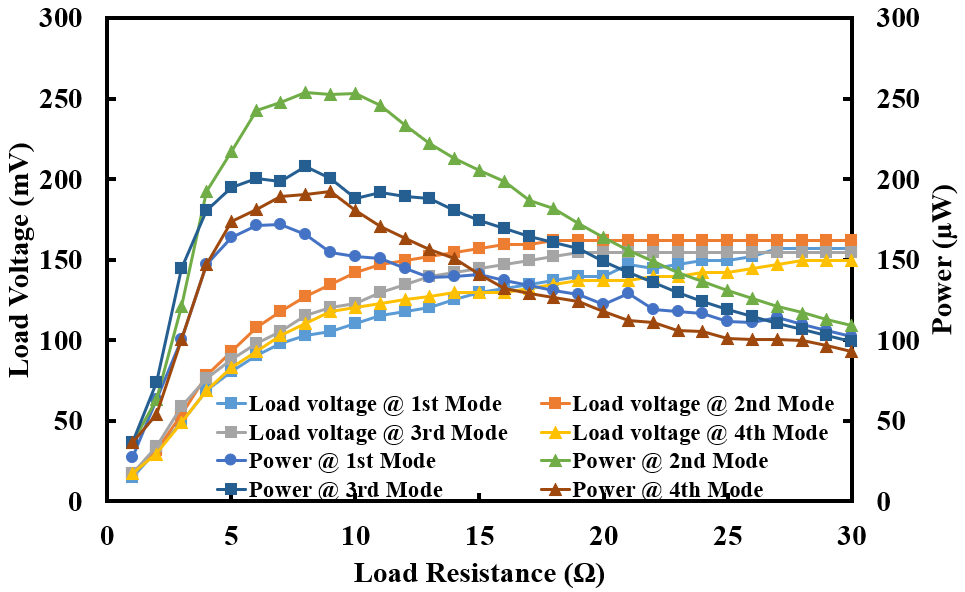 300
250
200
150
100
50
0
Load Voltage (mV)
300
250
200
150
100
50
0
Power (μW)
Load voltage @ 1st Mode
Load voltage @ 2nd Mode
Load voltage @ 3rd Mode
Load voltage @ 4th Mode
Power @ 1st Mode
Power @ 2nd Mode
Power @ 3rd Mode
Power @ 4th Mode
0 5 10 15 20 25 30
Load Resistance (Ω)